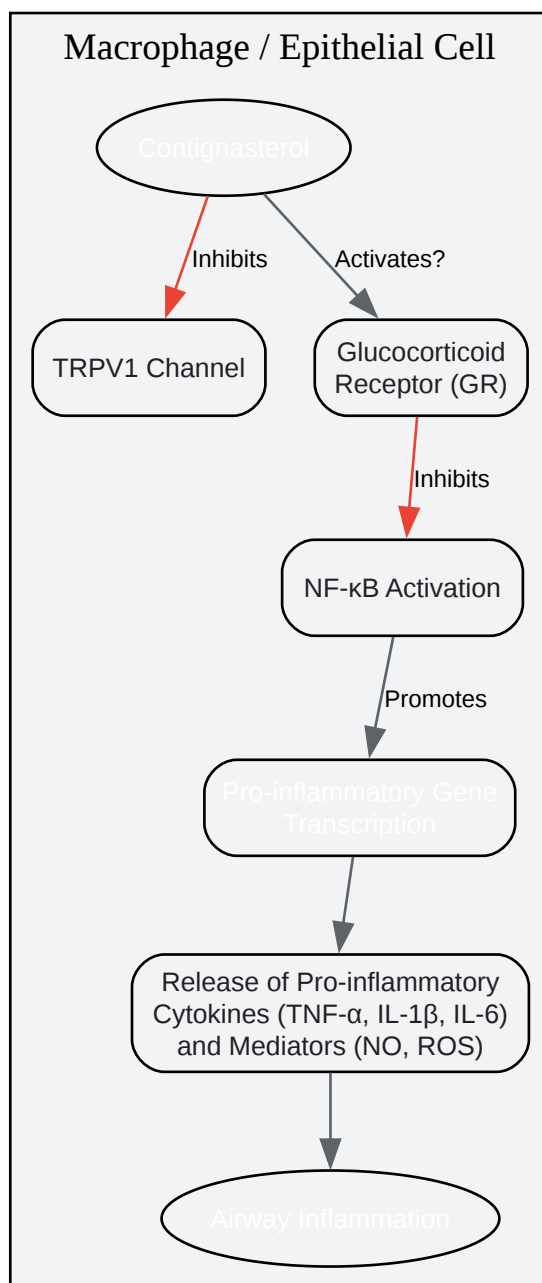 Macrophage / Epithelial Cell
Contignasterol
Inhibits
Activates?
TRPV1 Channel
Glucocorticoid
Receptor (GR)
Inhibits
NF-κB Activation
Promotes
Pro-inflammatory Gene
Transcription
Release of Pro-inflammatory
Cytokines (TNF-α, IL-1β, IL-6)
and Mediators (NO, ROS)
Airway Inflammation